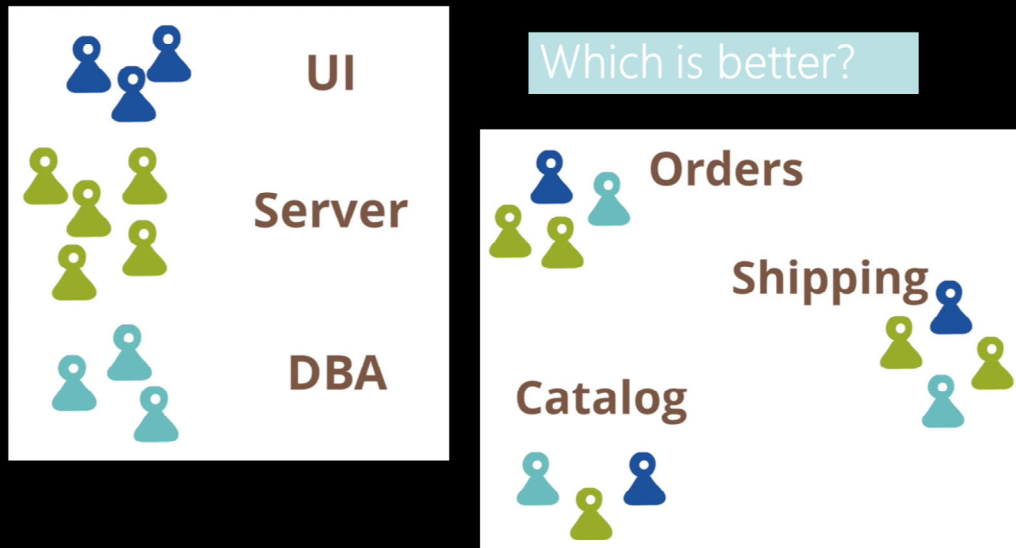 UI
Server
DBA
Which is better?
Orders
Shipping
Catalog